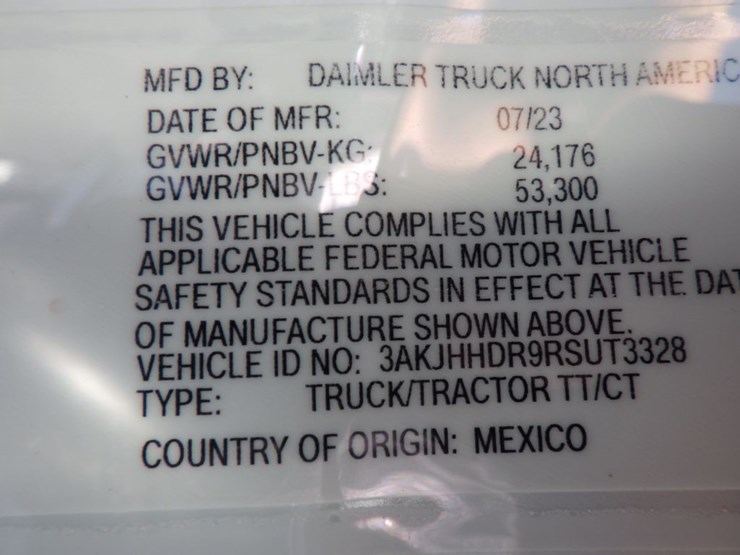 MFD BY: DAIMLER TRUCK NORTH AMERIC
DATE OF MFR: 07/23
GVWR/PNBV-KG: 24,176
GVWR/PNBV-LBS: 53,300
THIS VEHICLE COMPLIES WITH ALL
APPLICABLE FEDERAL MOTOR VEHICLE
SAFETY STANDARDS IN EFFECT AT THE DAT
OF MANUFACTURE SHOWN ABOVE.
VEHICLE ID NO: 3AKJHHDR9RSUT3328
TYPE: TRUCK/TRACTOR TT/CT
COUNTRY OF ORIGIN: MEXICO